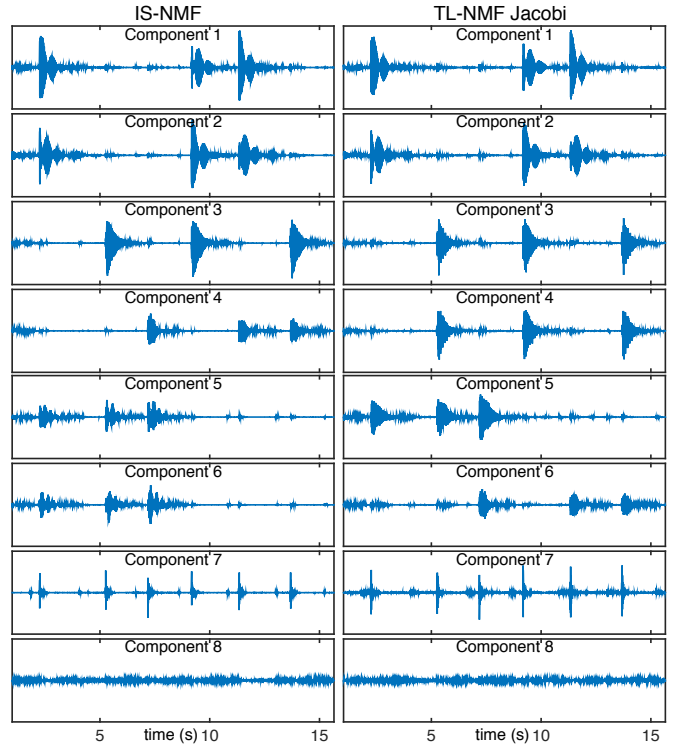 IS-NMF
TL-NMF Jacobi
Component 1
Component 1
Component 2
Component 2
Component 3
Component 3
Component 4
Component 4
Component 5
Component 5
Component 6
Component 6
Component 7
Component 7
Component 8
Component 8
5 time (s) 10 15
5 time (s) 10 15